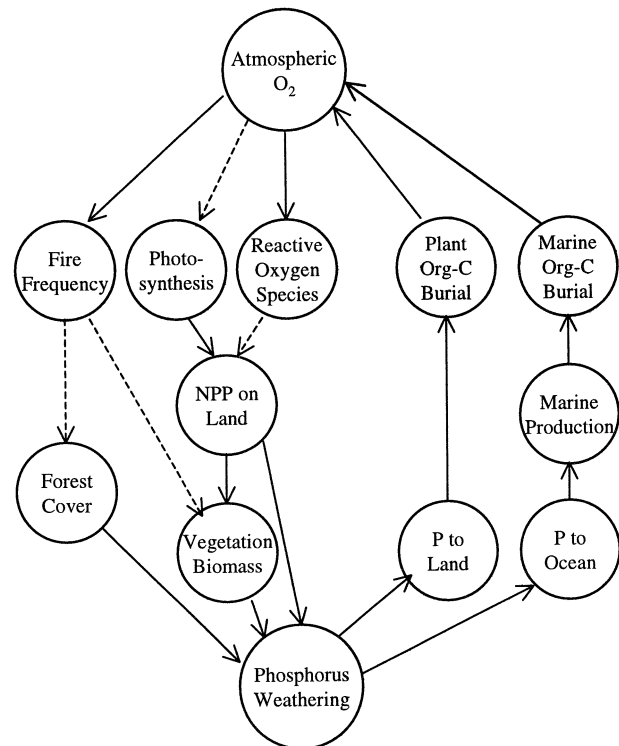 Atmospheric
O₂
Fire
Frequency
Photo-
synthesis
Reactive
Oxygen
Species
Plant
Org-C
Burial
Marine
Org-C
Burial
NPP on
Land
Marine
Production
Forest
Cover
Vegetation
Biomass
P to
Land
P to
Ocean
Phosphorus
Weathering